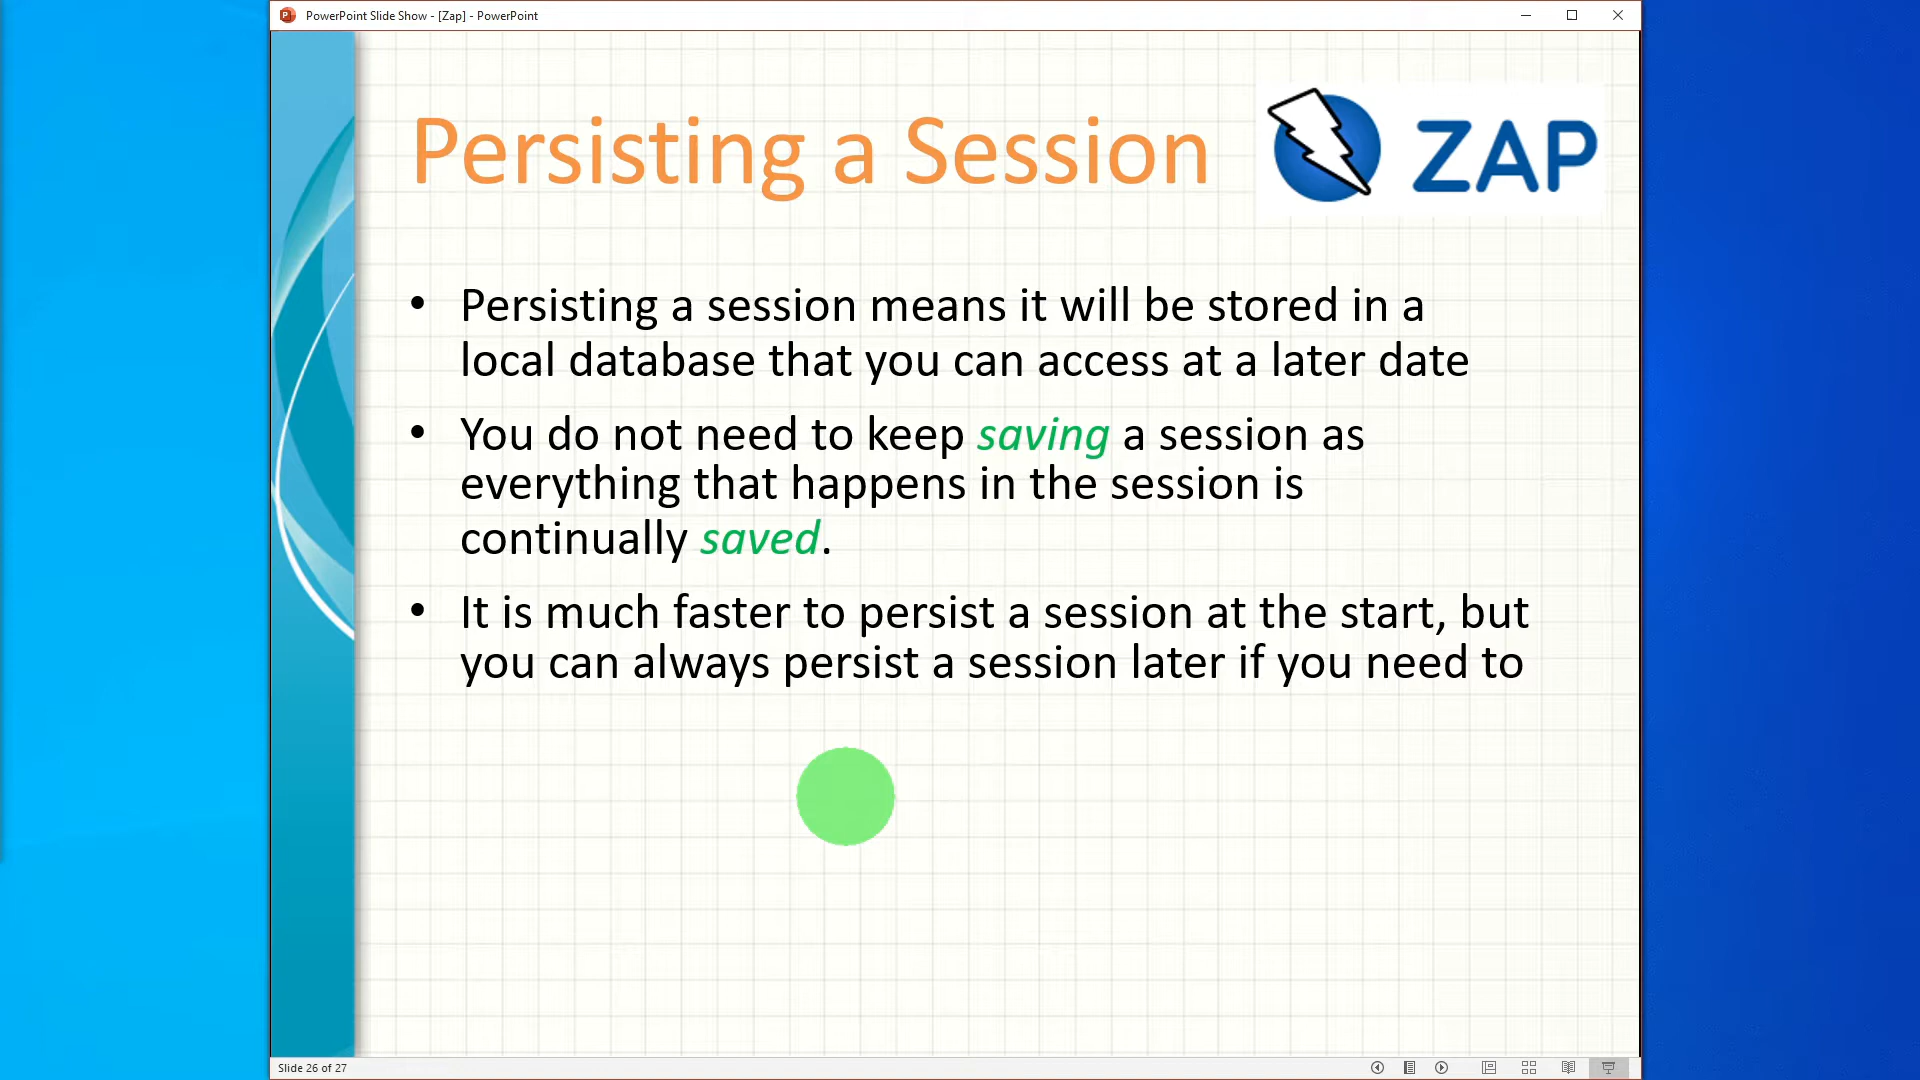 PowerPoint Slide Show - [Zap] - PowerPoint
Persisting a Session
ZAP
• Persisting a session means it will be stored in a
local database that you can access at a later date
• You do not need to keep saving a session as
everything that happens in the session is
continually saved.
• It is much faster to persist a session at the start, but
you can always persist a session later if you need to
Slide 26 of 27